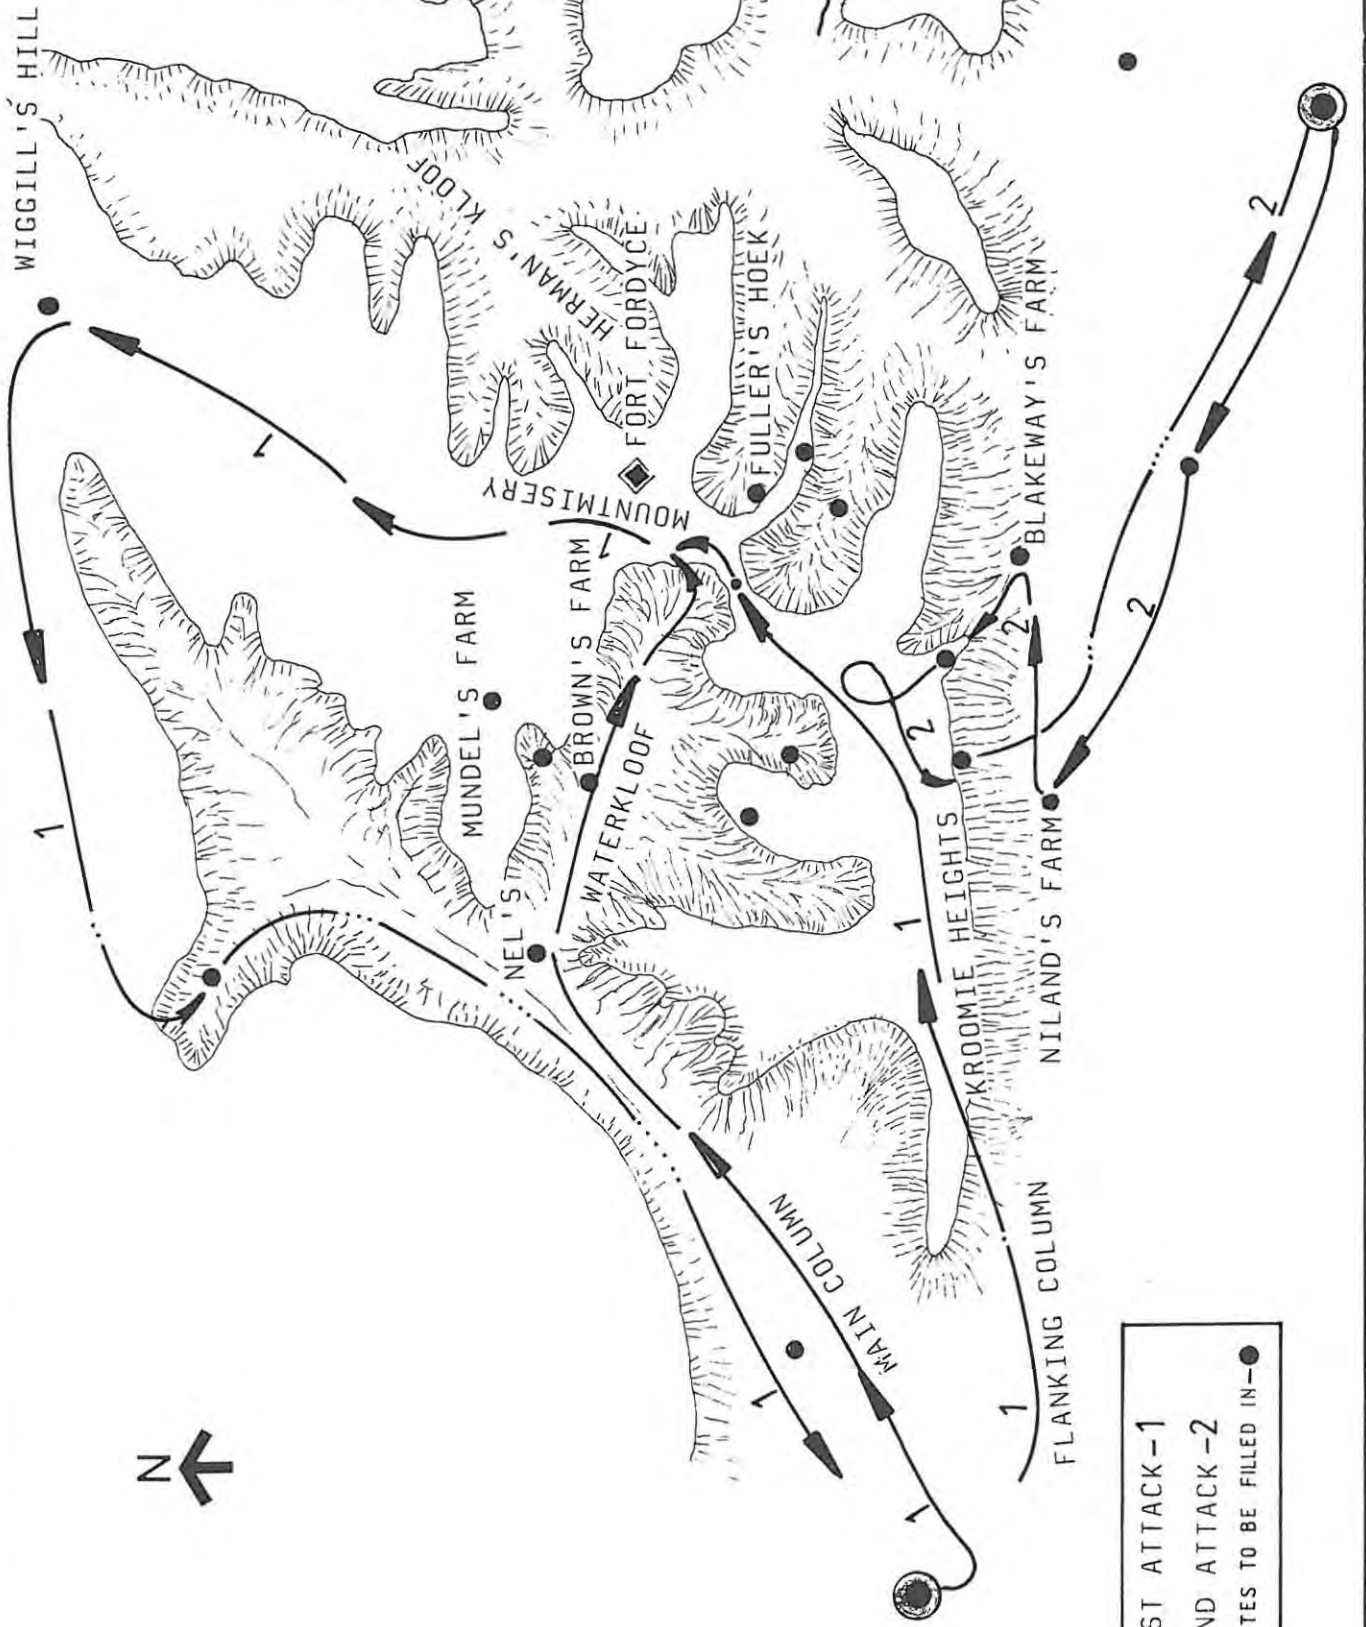 WIGGILL'S HILL
HERMAN'S KLOOF
FORT FORDYCE
FULLER'S HOEK
MOUNTMISERY
BLAKEWAY'S FARM
MUNDEL'S FARM
BROWN'S FARM
NEL'S
WATERKLOOF
KROOMIE HEIGHTS
NILAND'S FARM
MAIN COLUMN
FLANKING COLUMN
N
1
1
1
1
1
1
1
1
2
2
2
2
ST ATTACK-1
ND ATTACK-2
TES TO BE FILLED IN-